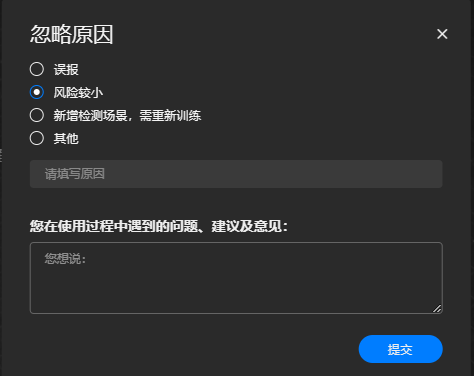 忽略原因
误报
风险较小
新增检测场景，需重新训练
其他
请填写原因
您在使用过程中遇到的问题、建议及意见：
您想说：
提交